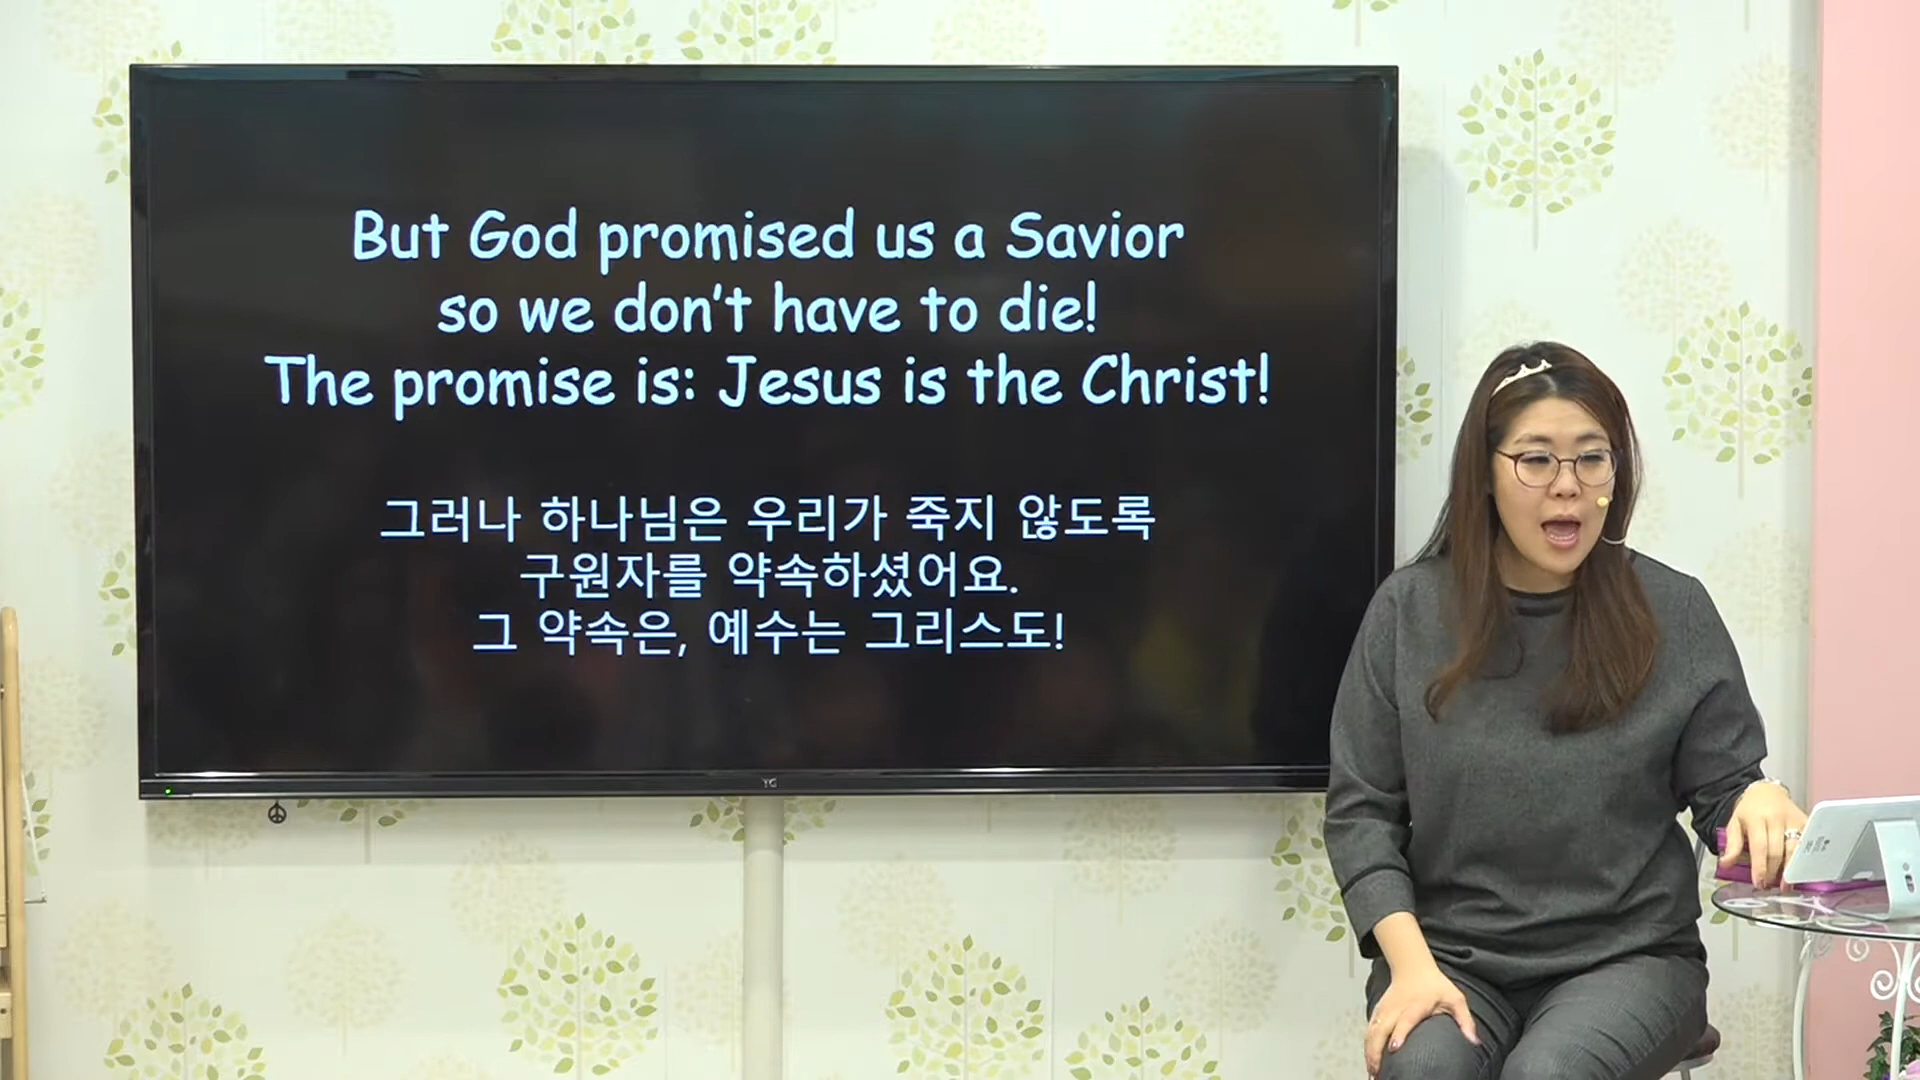 But God promised us a Savior
so we don't have to die!
The promise is: Jesus is the Christ!
그러나 하나님은 우리가 죽지 않도록
구원자를 약속하셨어요.
그 약속은, 예수는 그리스도!
YG